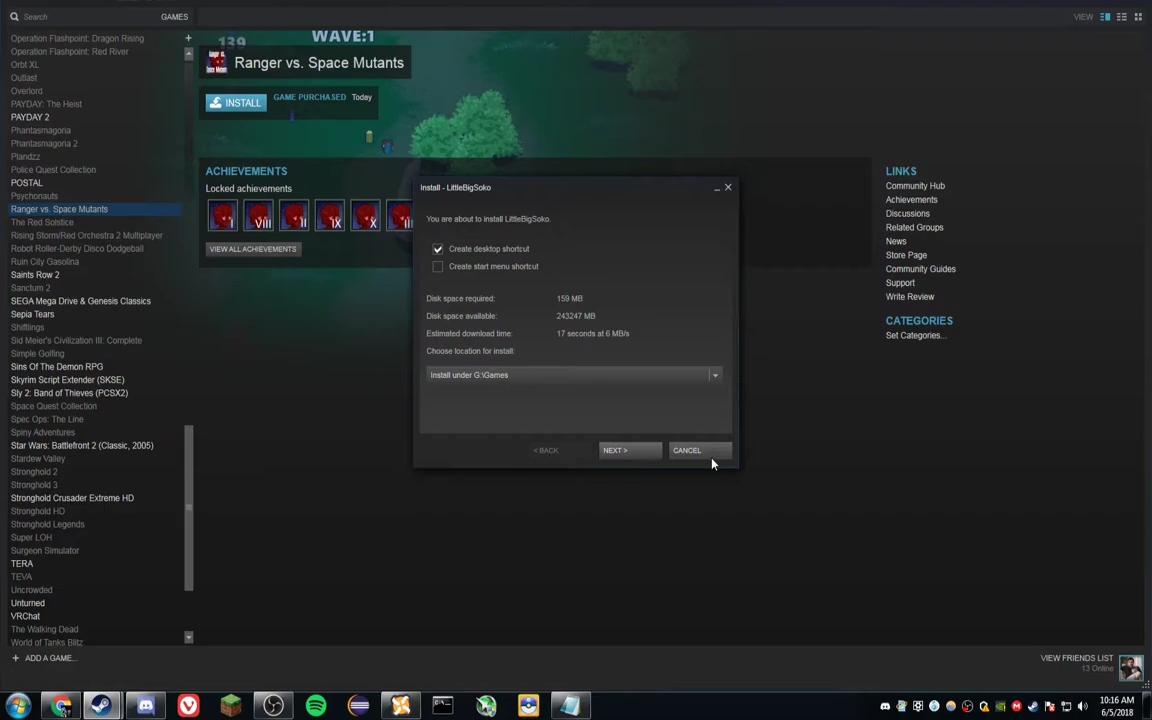 Search
GAMES
VIEW
Operation Flashpoint: Dragon Rising
Operation Flashpoint: Red River
Orbt XL
Outlast
Overlord
PAYDAY: The Heist
PAYDAY 2
Phantasmagoria
Phantasmagoria 2
Plandzz
Police Quest Collection
POSTAL
Psychonauts
Ranger vs. Space Mutants
The Red Solstice
Rising Storm/Red Orchestra 2 Multiplayer
Robot Roller-Derby Disco Dodgeball
Ruin City Gasolina
Saints Row 2
Sanctum 2
SEGA Mega Drive & Genesis Classics
Sepia Tears
Shiftlings
Sid Meier's Civilization III: Complete
Simple Golfing
Sins Of The Demon RPG
Skyrim Script Extender (SKSE)
Sly 2: Band of Thieves (PCSX2)
Space Quest Collection
Spec Ops: The Line
Spiny Adventures
Star Wars: Battlefront 2 (Classic, 2005)
Stardew Valley
Stronghold 2
Stronghold 3
Stronghold Crusader Extreme HD
Stronghold HD
Stronghold Legends
Super LOH
Surgeon Simulator
TERA
TEVA
Uncrowded
Unturned
VRChat
The Walking Dead
World of Tanks Blitz
+ ADD A GAME...
139
WAVE:1
Ranger vs. Space Mutants
INSTALL
GAME PURCHASED Today
ACHIEVEMENTS
Locked achievements
I VIII II IX X III
VIEW ALL ACHIEVEMENTS
Install - LittleBigSoko
You are about to install LittleBigSoko.
Create desktop shortcut
Create start menu shortcut
Disk space required: 159 MB
Disk space available: 243247 MB
Estimated download time: 17 seconds at 6 MB/s
Choose location for install:
Install under G:\Games
< BACK
NEXT >
CANCEL
LINKS
Community Hub
Achievements
Discussions
Related Groups
News
Store Page
Community Guides
Support
Write Review
CATEGORIES
Set Categories...
VIEW FRIENDS LIST
13 Online
10:16 AM
6/5/2018